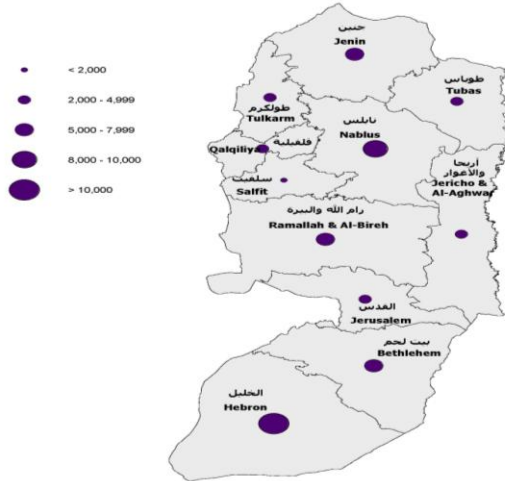 < 2,000
2,000 - 4,999
5,000 - 7,999
8,000 - 10,000
> 10,000
جنين
Jenin
طوباس
Tubas
طولكرم
Tulkarm
نابلس
Nablus
قلقيلية
Qalqiliya
سلفيت
Salfit
أريحا
والأغوار
Jericho &
Al-Aghwar
رام الله والبيرة
Ramallah & Al-Bireh
القدس
Jerusalem
بيت لحم
Bethlehem
الخليل
Hebron